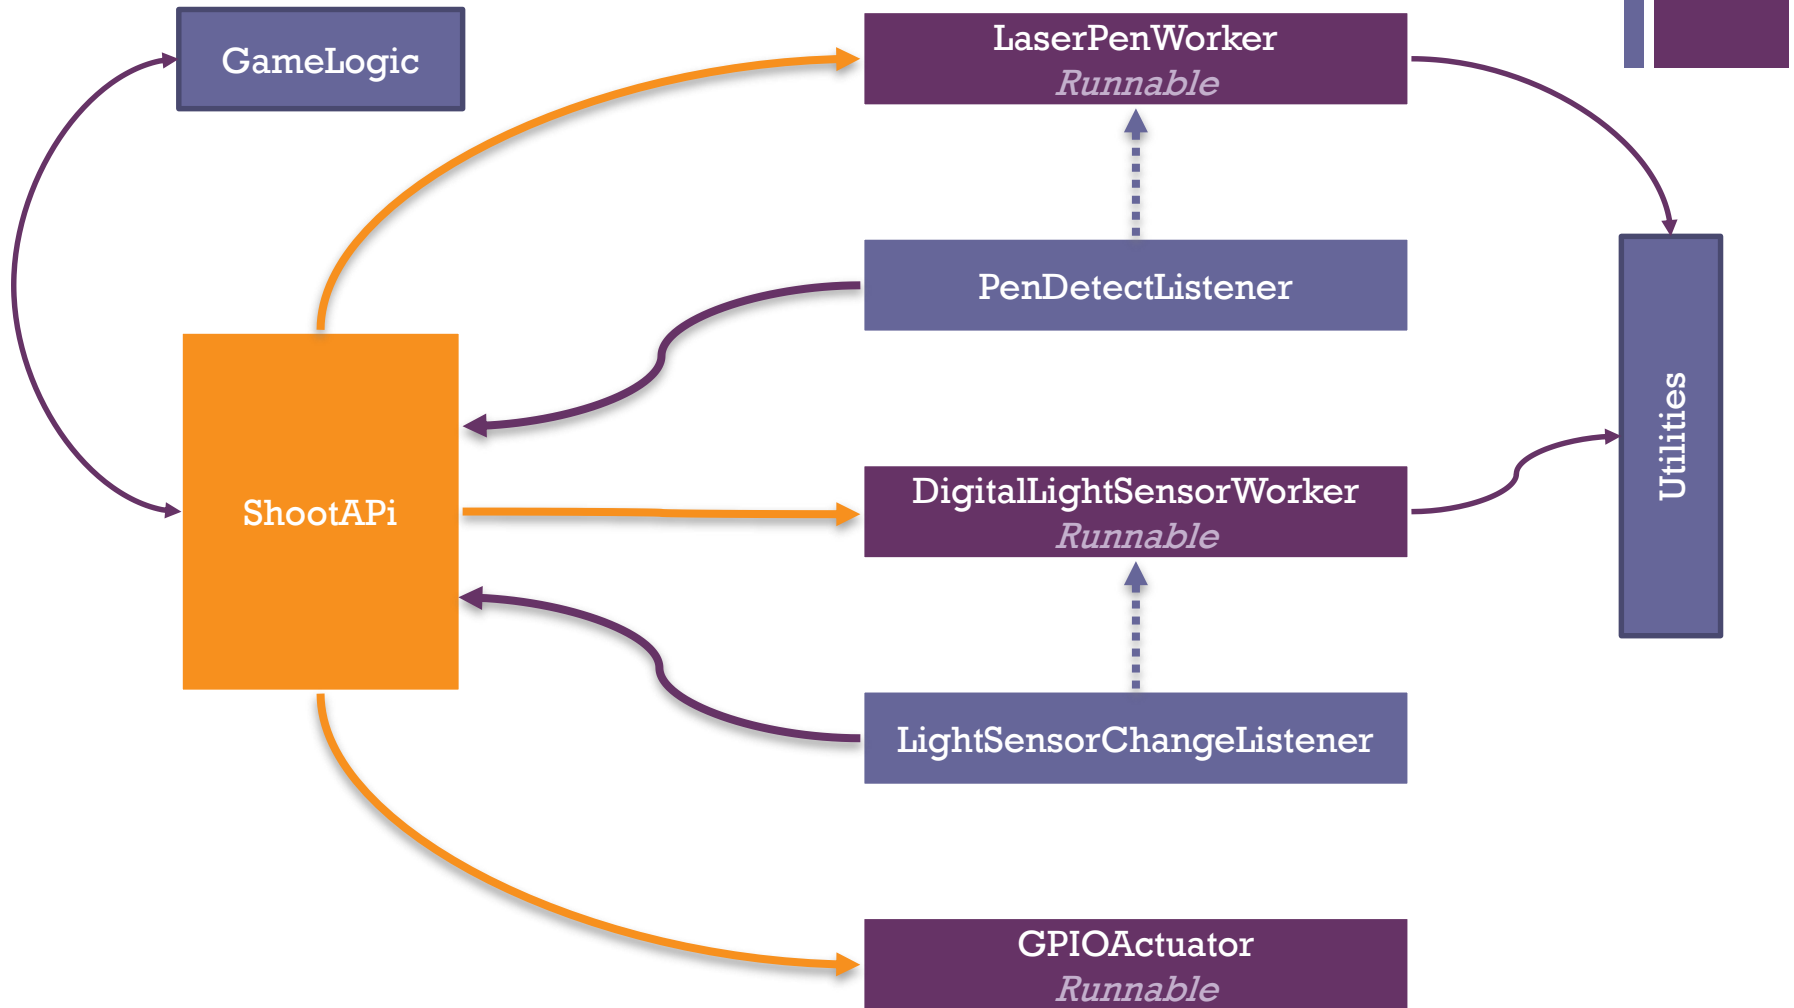 GameLogic
LaserPenWorker
Runnable
PenDetectListener
Utilities
DigitalLightSensorWorker
Runnable
ShootAPi
LightSensorChangeListener
GPIOActuator
Runnable